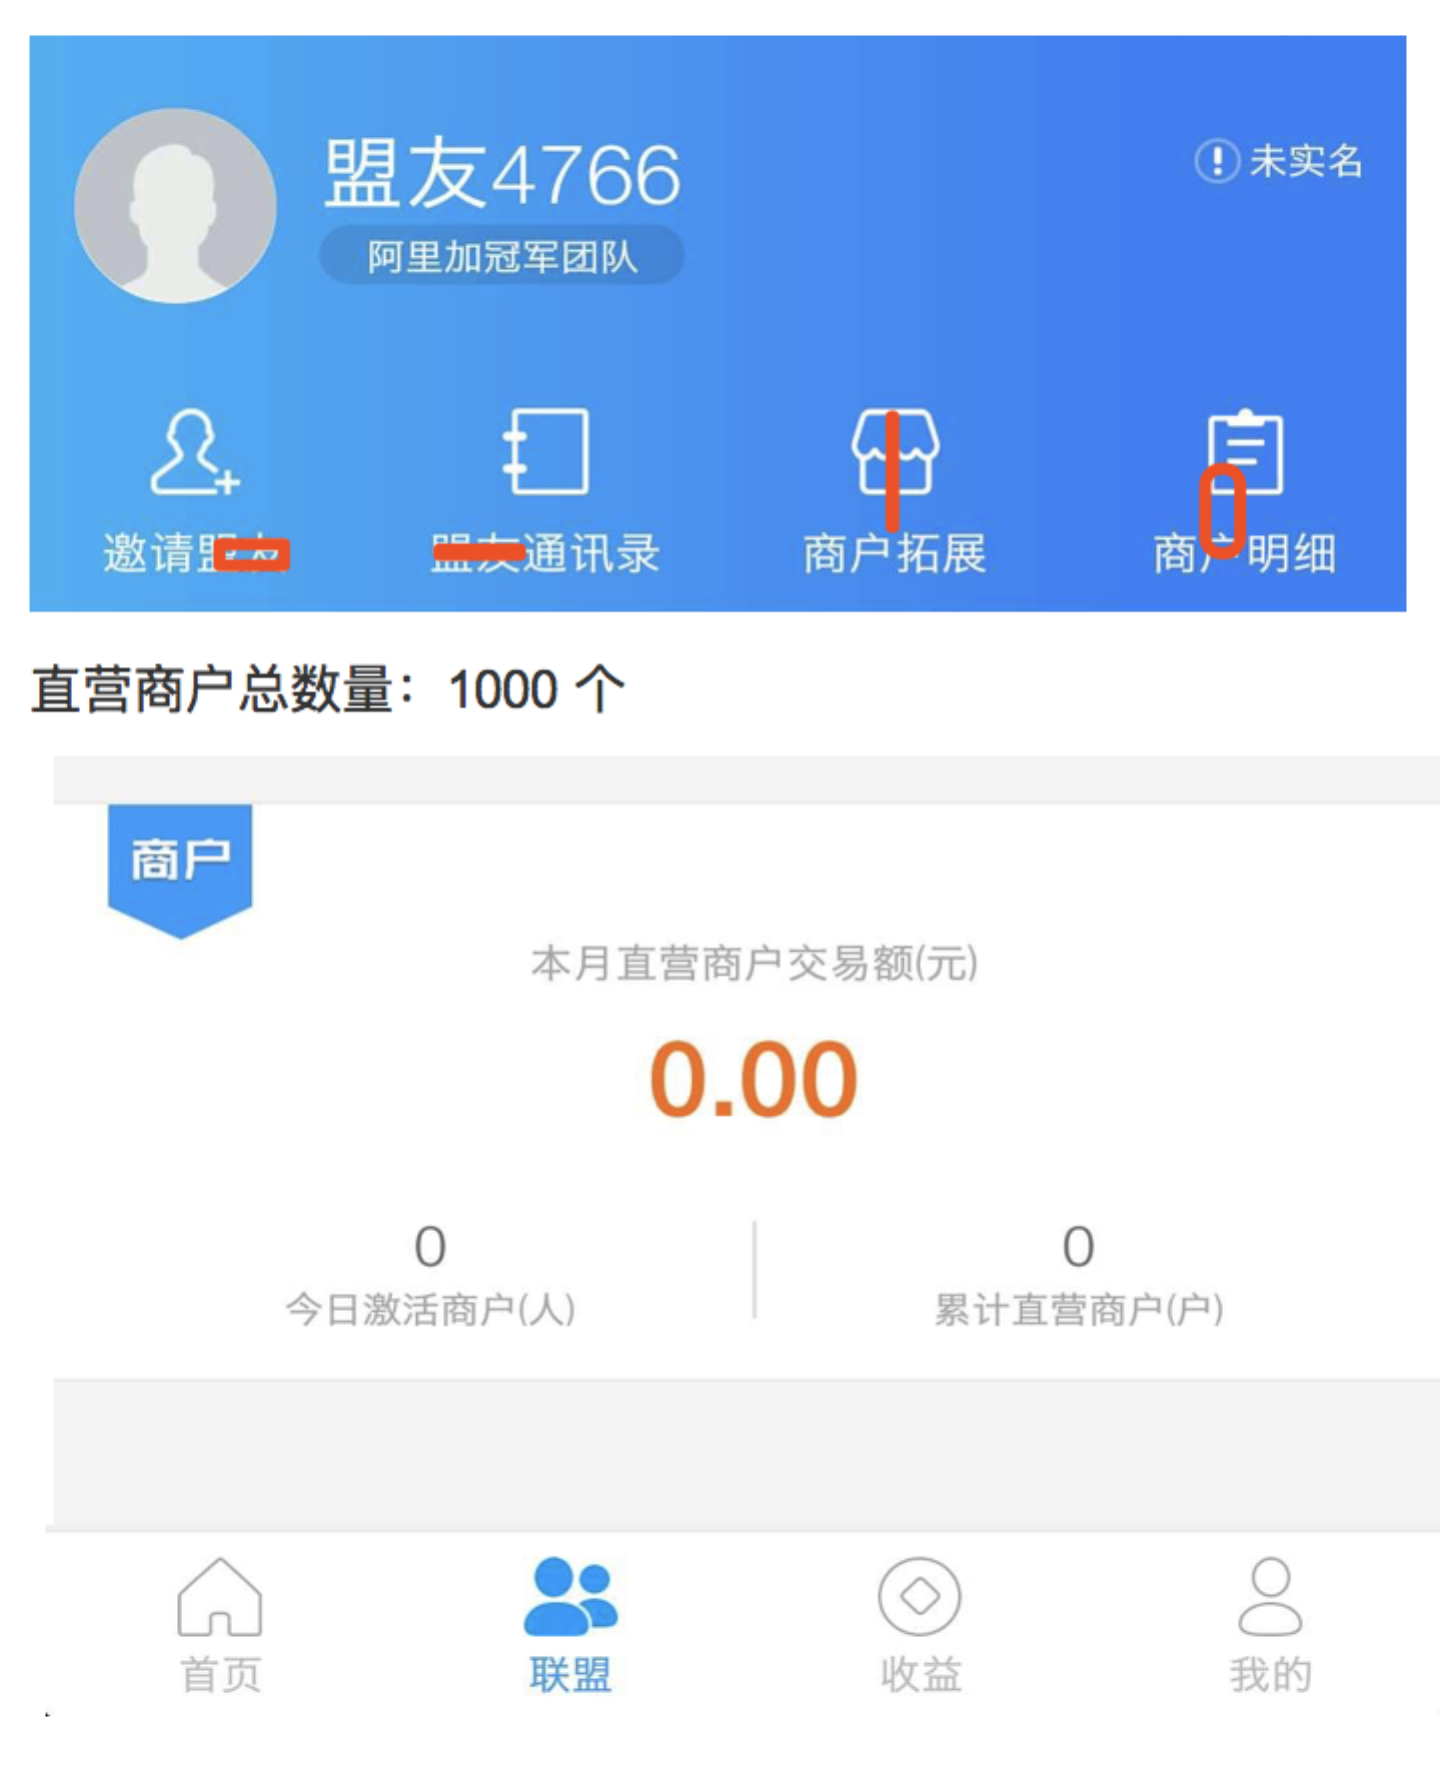 盟友4766
未实名
阿里加冠军团队
邀请
通讯录
商户拓展
商户明细
直营商户总数量：1000 个
商户
本月直营商户交易额(元)
0.00
0
0
今日激活商户(人)
累计直营商户(户)
首页
联盟
收益
我的